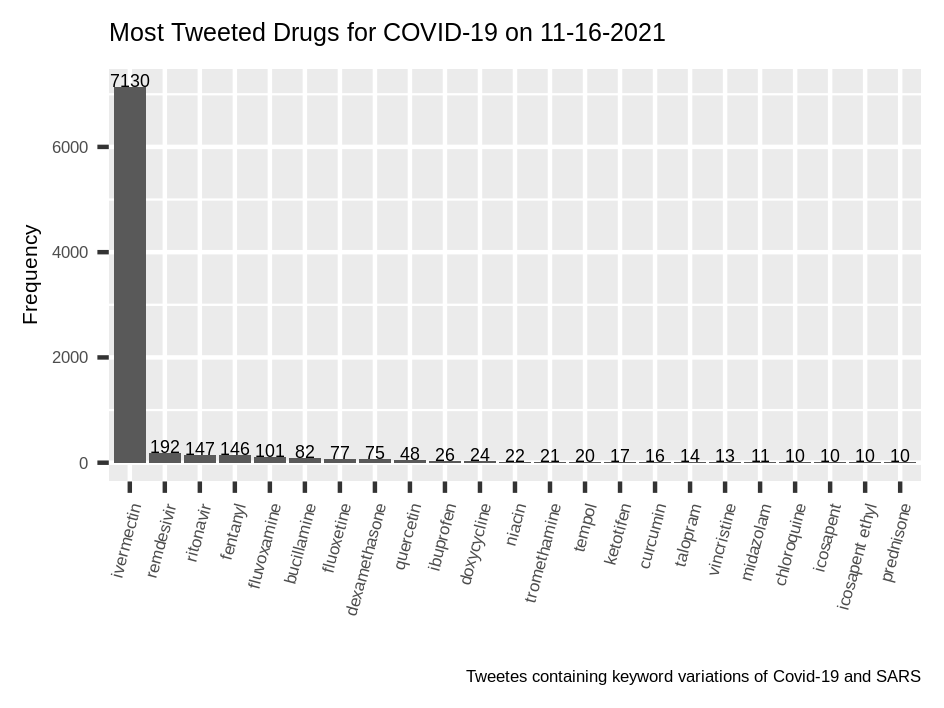 Most Tweeted Drugs for COVID-19 on 11-16-2021
7130
6000
4000
2000
0
Frequency
192 147 146 101 82 77 75 48 26 24 22 21 20 17 16 14 13 11 10 10 10 10
ivermectin
remdesivir
ritonavir
fentanyl
fluvoxamine
bucillamine
fluoxetine
dexamethasone
quercetin
ibuprofen
doxycycline
niacin
tromethamine
tempol
ketotifen
curcumin
talopram
vincristine
midazolam
chloroquine
icosapent
icosapent ethyl
prednisone
Tweetes containing keyword variations of Covid-19 and SARS